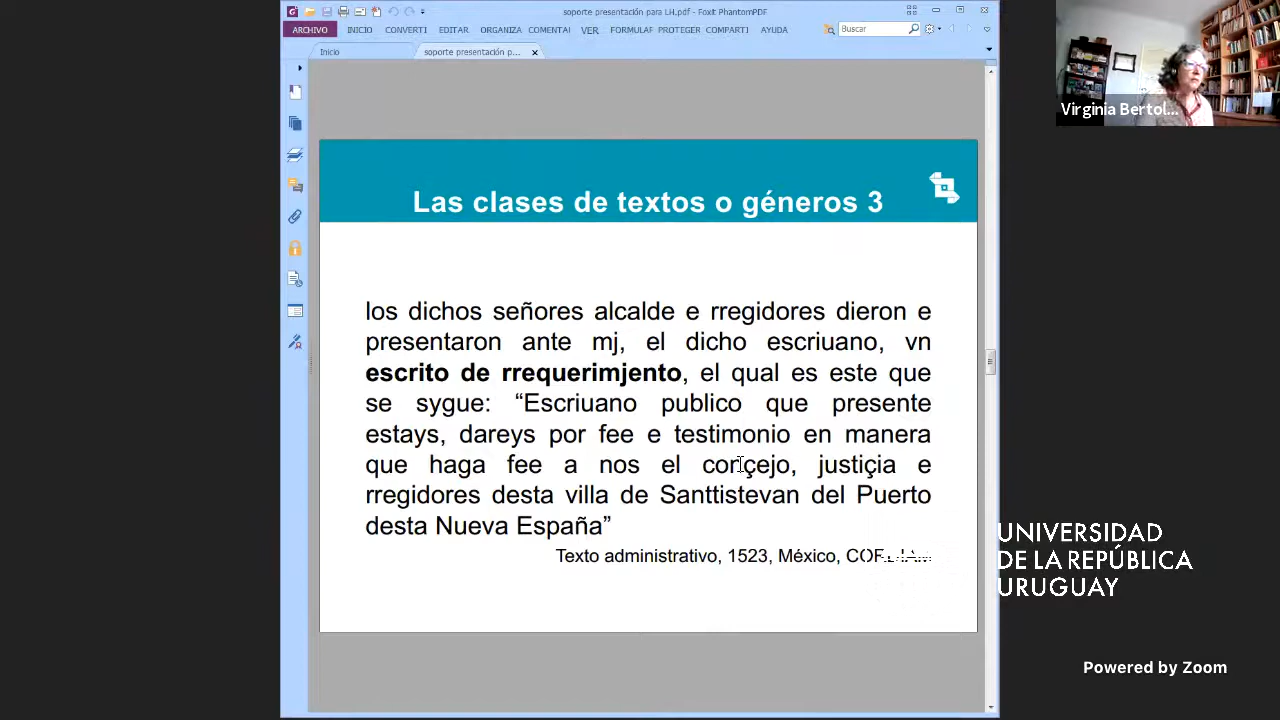 soporte presentación para LH.pdf - Foxit PhantomPDF
ARCHIVO INICIO CONVERTI EDITAR ORGANIZA COMENTAI VER FORMULAF PROTEGER COMPARTI AYUDA Buscar
Inicio soporte presentación p...
Virginia Bertol...
Las clases de textos o géneros 3
los dichos señores alcalde e rregidores dieron e
presentaron ante mj, el dicho escriuano, vn
escrito de rrequerimjento, el qual es este que
se sygue: “Escriuano publico que presente
estays, dareys por fee e testimonio en manera
que haga fee a nos el conçejo, justiçia e
rregidores desta villa de Santtistevan del Puerto
desta Nueva España”
Texto administrativo, 1523, México,
UNIVERSIDAD
DE LA REPÚBLICA
URUGUAY
Powered by Zoom